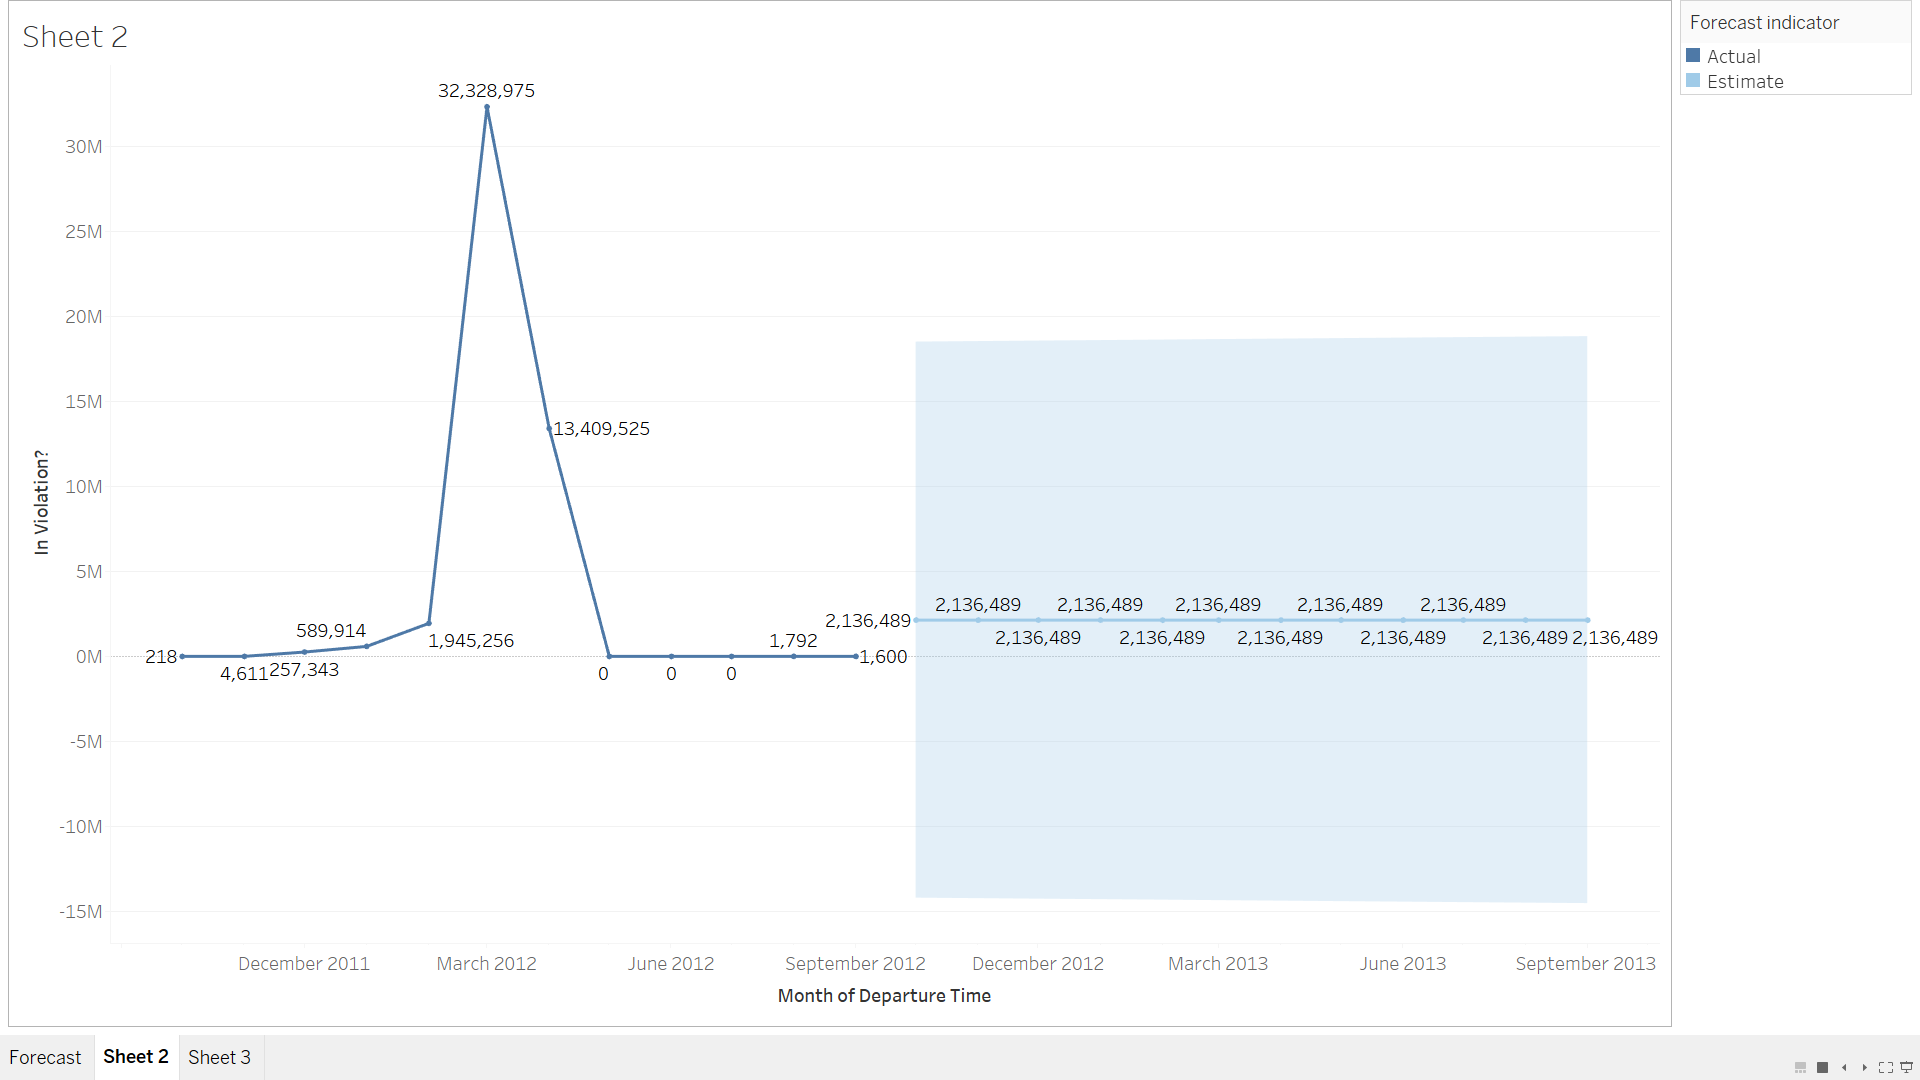 Sheet 2
Forecast indicator
Actual
Estimate
32,328,975
30M
25M
20M
15M
13,409,525
10M
5M
In Violation?
2,136,489 2,136,489 2,136,489 2,136,489 2,136,489
2,136,489
589,914
1,945,256
1,792
2,136,489 2,136,489 2,136,489 2,136,489 2,136,489 2,136,489
0M
218
1,600
4,611
257,343
0 0 0
-5M
-10M
-15M
December 2011 March 2012 June 2012 September 2012 December 2012 March 2013 June 2013 September 2013
Month of Departure Time
Forecast Sheet 2 Sheet 3